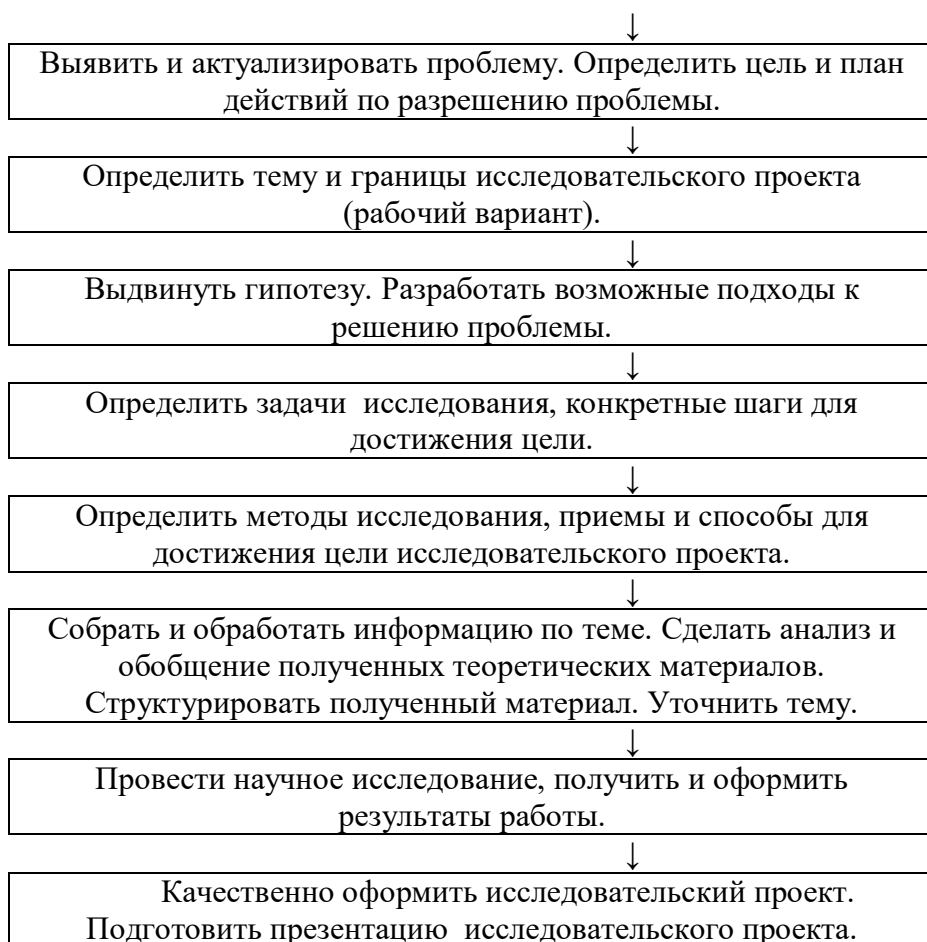 ↓
Выявить и актуализировать проблему. Определить цель и план
действий по разрешению проблемы.
↓
Определить тему и границы исследовательского проекта
(рабочий вариант).
↓
Выдвинуть гипотезу. Разработать возможные подходы к
решению проблемы.
↓
Определить задачи исследования, конкретные шаги для
достижения цели.
↓
Определить методы исследования, приемы и способы для
достижения цели исследовательского проекта.
↓
Собрать и обработать информацию по теме. Сделать анализ и
обобщение полученных теоретических материалов.
Структурировать полученный материал. Уточнить тему.
↓
Провести научное исследование, получить и оформить
результаты работы.
↓
Качественно оформить исследовательский проект.
Подготовить презентацию исследовательского проекта.